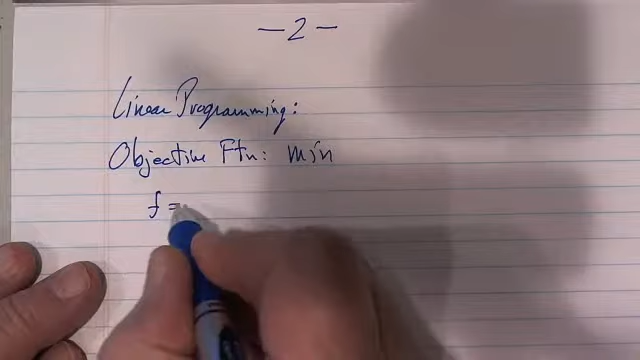 -2-
Linear Programming:
Objective Ftn: min
f =